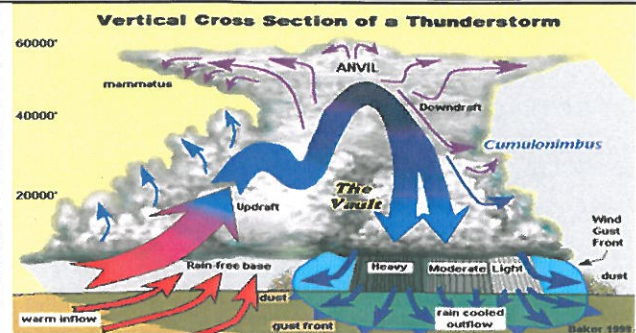 Vertical Cross Section of a Thunderstorm
60000'
ANVIL
mammatus
Downdraft
40000'
Cumulonimbus
20000'
The
Vault
Updraft
Wind
Gust
Front
Rain-free base
Heavy
Moderate
Light
dust
dust
warm inflow
rain cooled
outflow
gust front
Baker